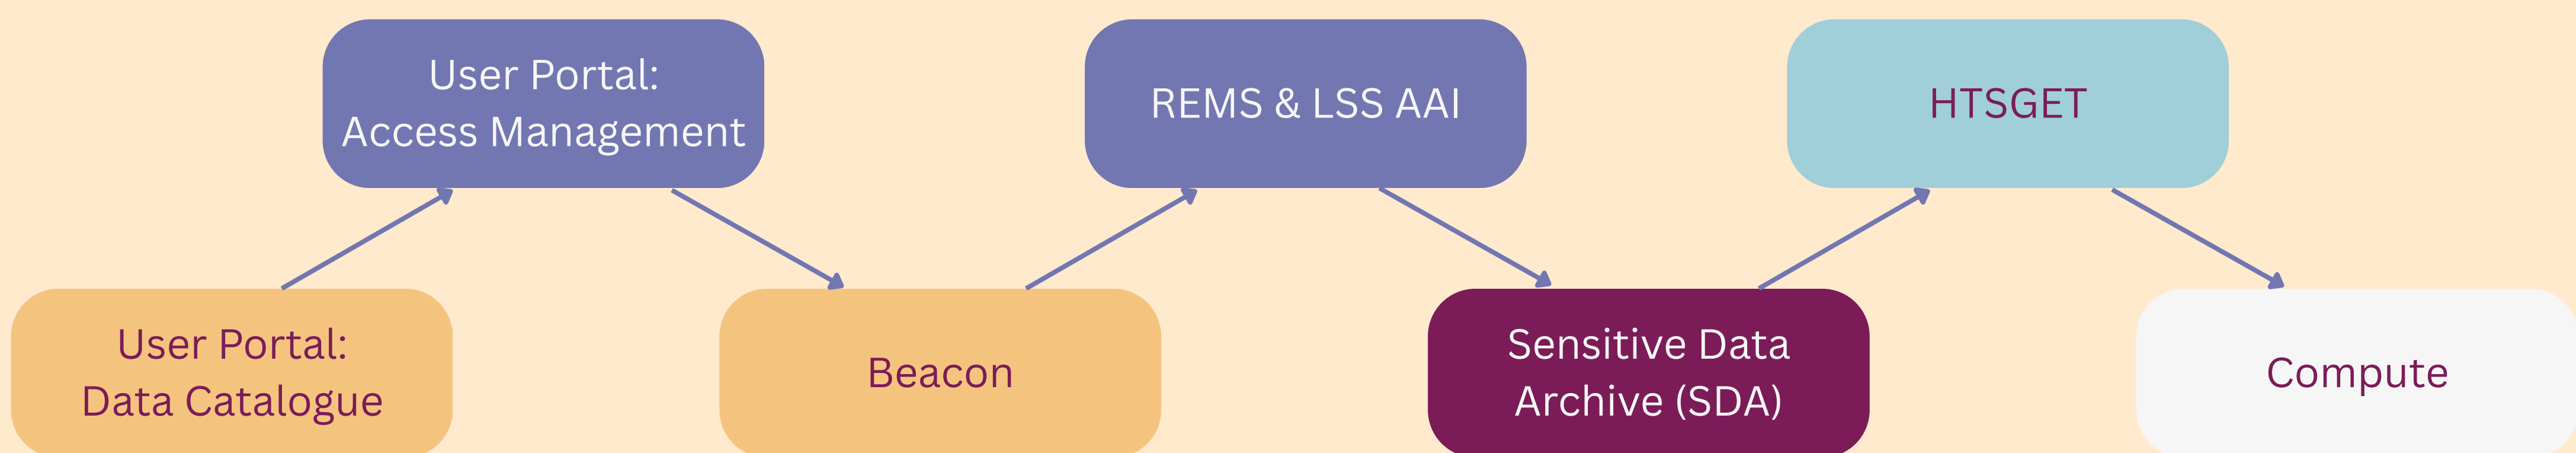 User Portal:
Access Management
REMS & LSS AAI
HTSGET
User Portal:
Data Catalogue
Beacon
Sensitive Data
Archive (SDA)
Compute